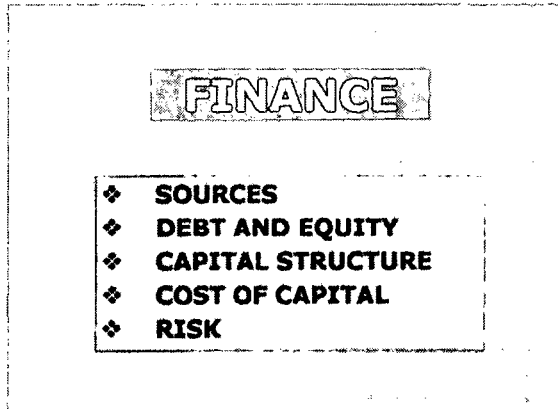 FINANCE
❖ SOURCES
❖ DEBT AND EQUITY
❖ CAPITAL STRUCTURE
❖ COST OF CAPITAL
❖ RISK